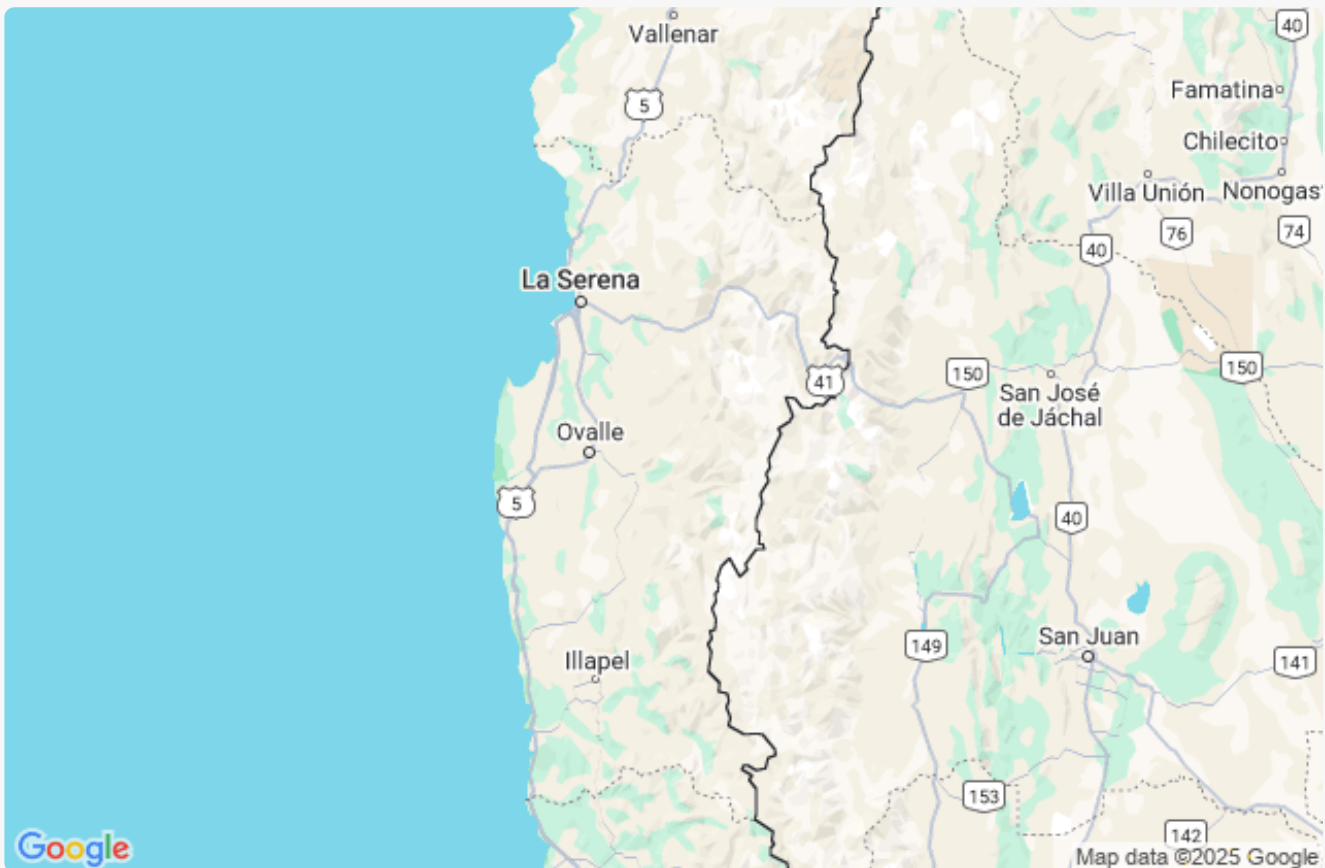 Vallenar
40
5
Famatina
Chilecito
Villa Unión
Nonogas
76
74
40
La Serena
41
150
150
San José
de Jáchal
Ovalle
5
40
San Juan
149
141
Illapel
153
142
Google
Map data ©2025 Google